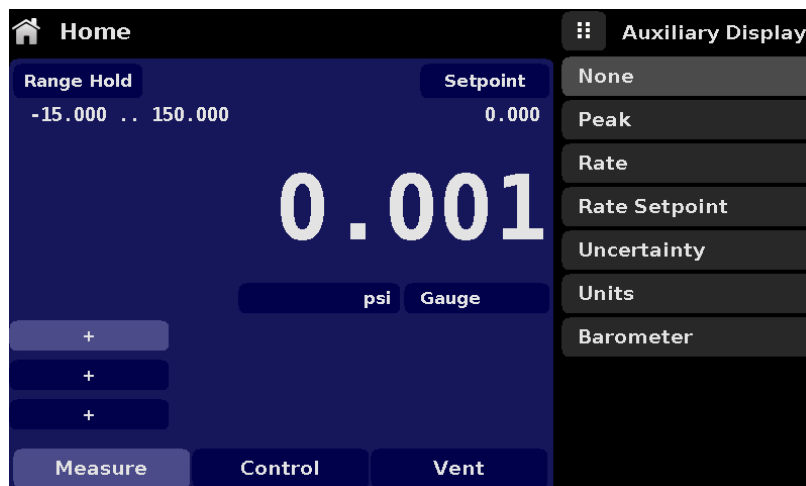 Home
Range Hold Setpoint
-15.000 .. 150.000 0.000
0.001
psi Gauge
+
+
+
Measure Control Vent
Auxiliary Display
None
Peak
Rate
Rate Setpoint
Uncertainty
Units
Barometer